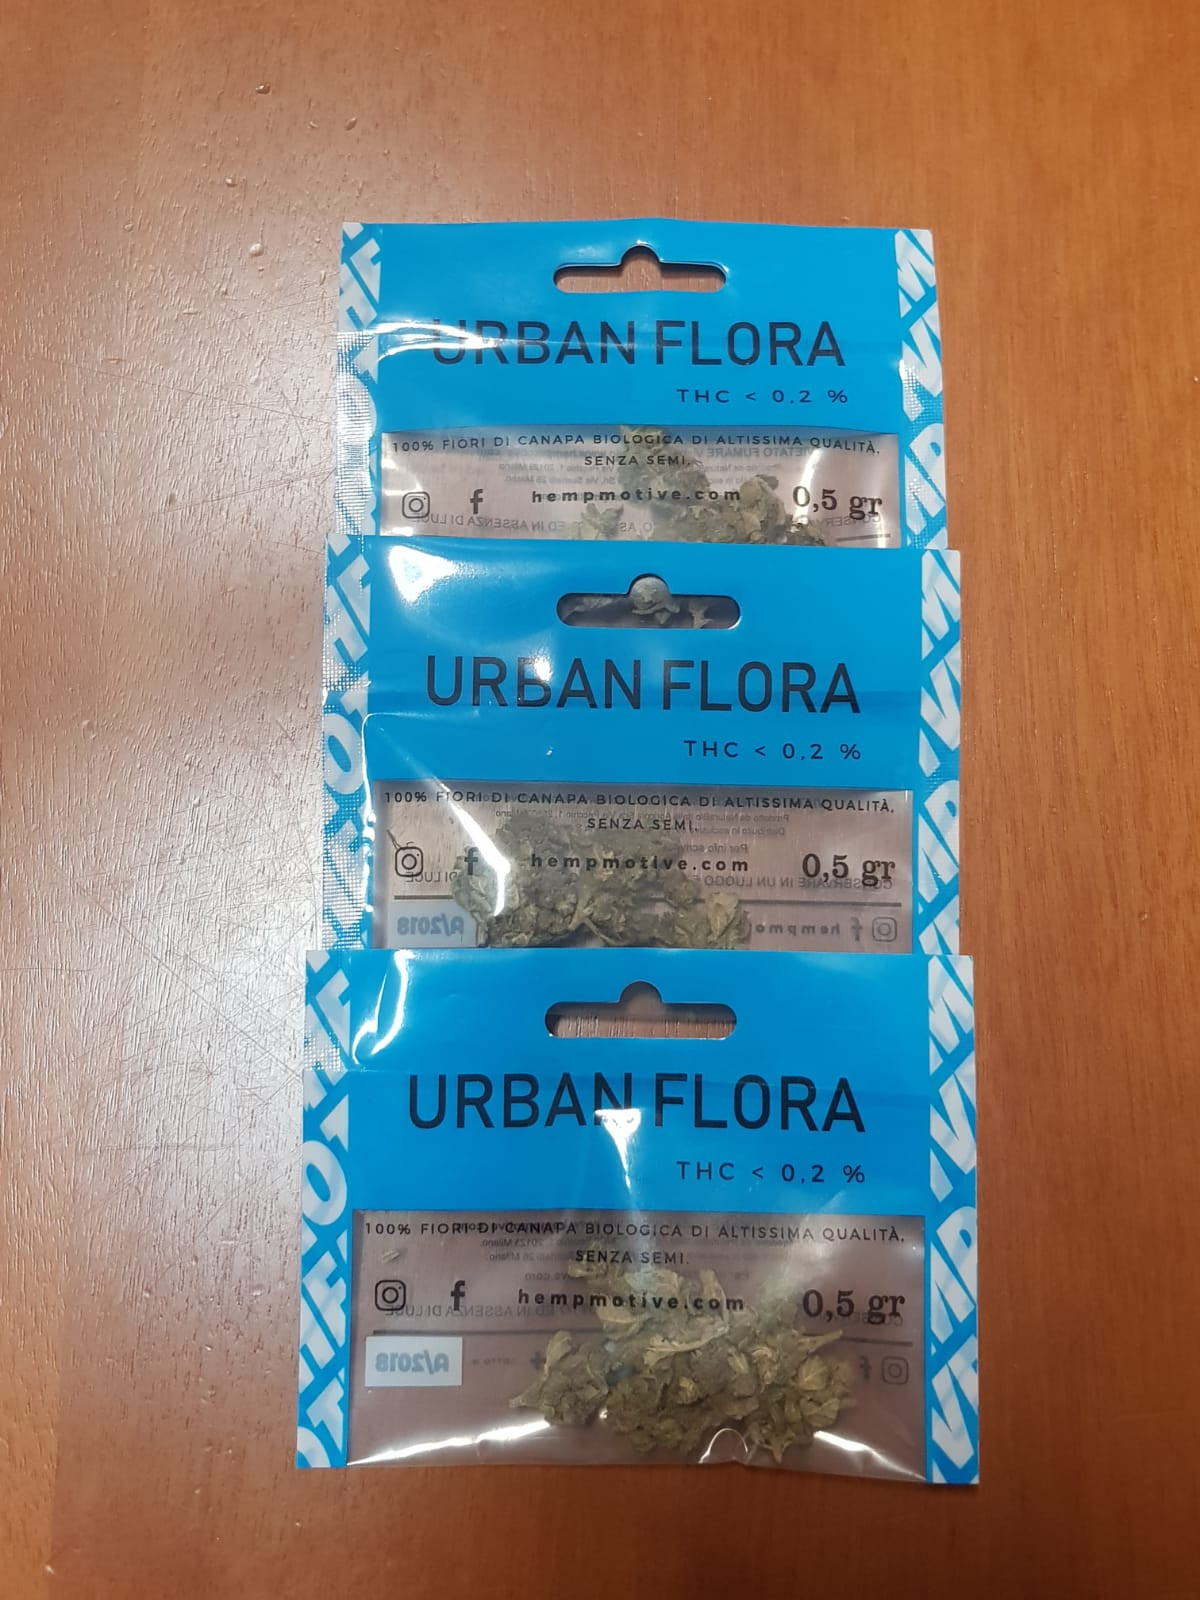 URBAN FLORA
THC < 0,2 %
100% FIORI DI CANAPA BIOLOGICA DI ALTISSIMA QUALITÀ,
SENZA SEMI.
hempmotive.com
0,5 gr
URBAN FLORA
THC < 0,2 %
100% FIORI DI CANAPA BIOLOGICA DI ALTISSIMA QUALITÀ,
SENZA SEMI.
hempmotive.com
0,5 gr
A/2018
URBAN FLORA
THC < 0,2 %
100% FIORI DI CANAPA BIOLOGICA DI ALTISSIMA QUALITÀ,
SENZA SEMI.
hempmotive.com
0,5 gr
A/2018